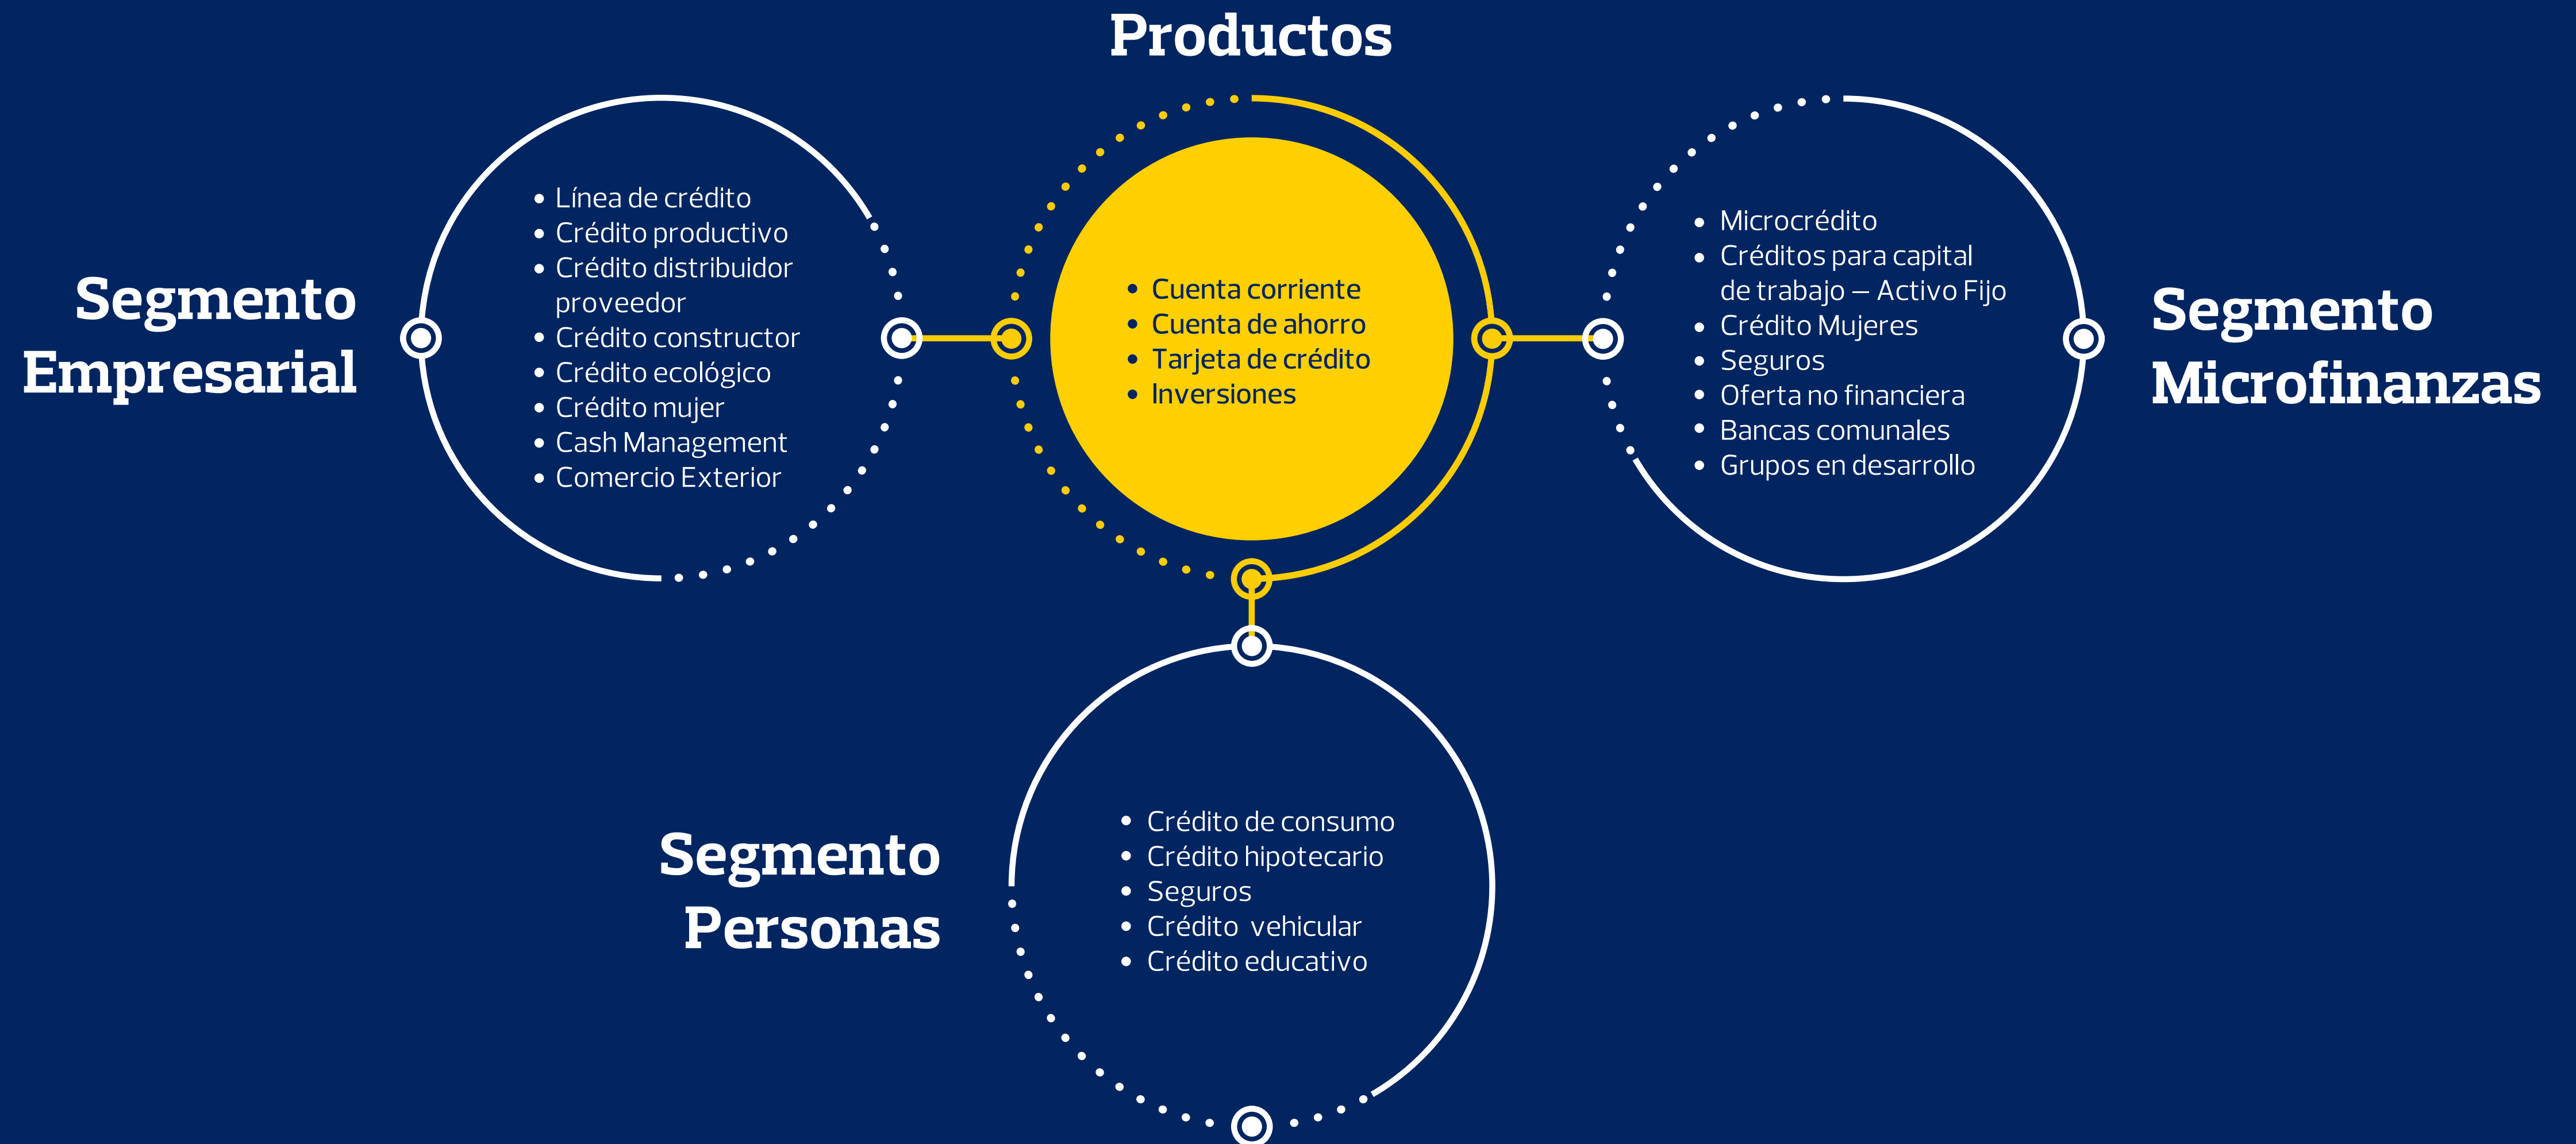 Productos
Segmento
Empresarial
• Línea de crédito
• Crédito productivo
• Crédito distribuidor
proveedor
• Crédito constructor
• Crédito ecológico
• Crédito mujer
• Cash Management
• Comercio Exterior
• Cuenta corriente
• Cuenta de ahorro
• Tarjeta de crédito
• Inversiones
• Microcrédito
• Créditos para capital
de trabajo – Activo Fijo
• Crédito Mujeres
• Seguros
• Oferta no financiera
• Bancas comunales
• Grupos en desarrollo
Segmento
Microfinanzas
Segmento
Personas
• Crédito de consumo
• Crédito hipotecario
• Seguros
• Crédito vehicular
• Crédito educativo